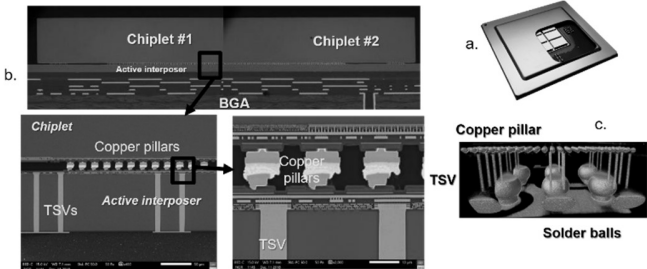 Chiplet #1
Chiplet #2
a.
b.
Active interposer
BGA
Chiplet
Copper pillars
Copper pillar
c.
Copper
pillars
TSV
TSVs
Active interposer
TSV
Solder balls